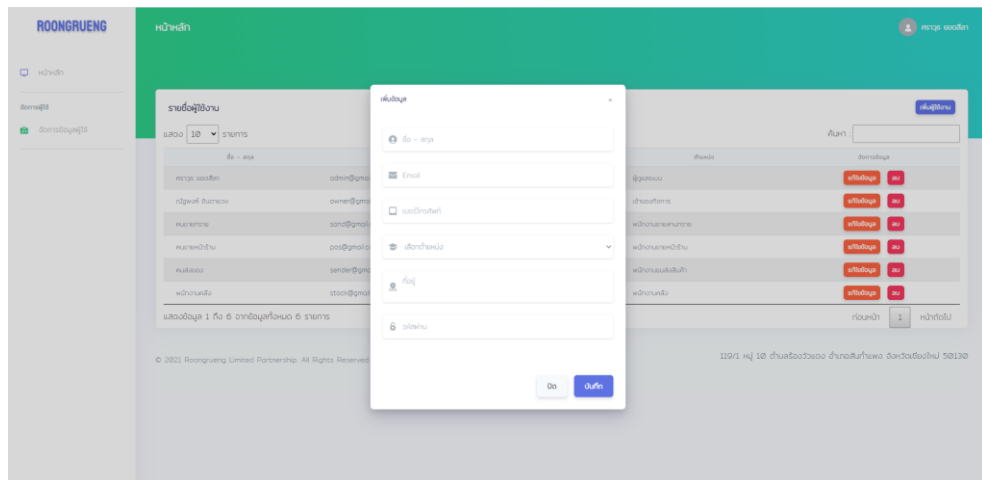 ROONGRUENG
หน้าหลัก
ศราวุธ ยอดสีลา
หน้าหลัก
จัดการผู้ใช้
จัดการข้อมูลผู้ใช้
รายชื่อผู้ใช้งาน
เพิ่มผู้ใช้งาน
แสดง 10 รายการ
ค้นหา :
ชื่อ - สกุล
ตำแหน่ง
จัดการข้อมูล
admin@gmai
ผู้ดูแลระบบ
แก้ไขข้อมูล ลบ
owner@gmai
เจ้าของกิจการ
แก้ไขข้อมูล ลบ
คนขายทราย
sand@gmail.c
แก้ไขข้อมูล ลบ
คนขายหน้าร้าน
pos@gmail.c
พนักงานขายหน้าร้าน
แก้ไขข้อมูล ลบ
คนส่งของ
sender@gma
พนักงานขนส่งสินค้า
แก้ไขข้อมูล ลบ
พนักงานคลัง
stock@gmai
พนักงานคลัง
แก้ไขข้อมูล ลบ
แสดงข้อมูล 1 ถึง 6 จากข้อมูลทั้งหมด 6 รายการ
ก่อนหน้า 1 หน้าถัดไป
เพิ่มข้อมูล ×
ชื่อ - สกุล
Email
เบอร์โทรศัพท์
เลือกตำแหน่ง
ที่อยู่
รหัสผ่าน
ปิด บันทึก
© 2021 Roongrueng Limited Partnership. All Rights Reserved
119/1 หมู่ 10 ตำบลร้องวัวแดง อำเภอสันกำแพง จังหวัดเชียงใหม่ 50130